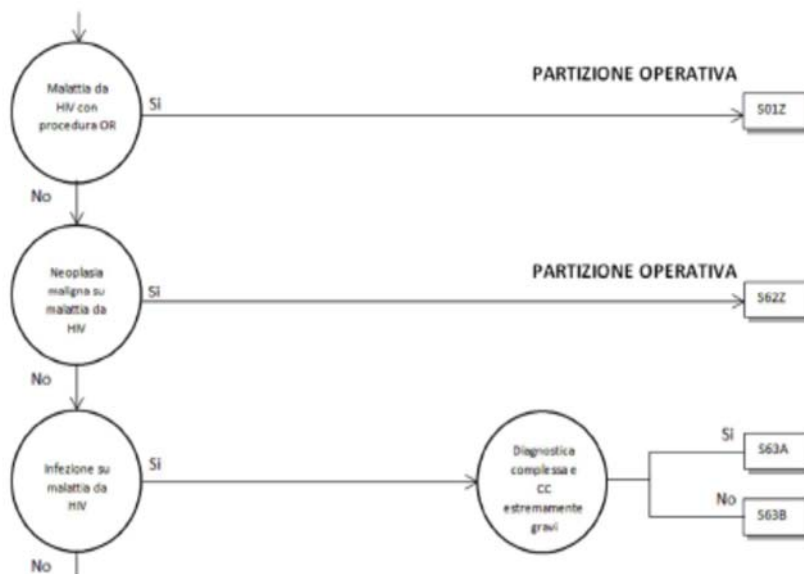 PARTIZIONE OPERATIVA
Malattia da
HIV con
procedura OR
Si
S01Z
No
PARTIZIONE OPERATIVA
Neoplasia
maligna su
malattia da
HIV
Si
S62Z
No
Infezione su
malattia da
HIV
Si
Diagnostica
complessa e
CC
estremamente
gravi
Si
S63A
No
S63B
No